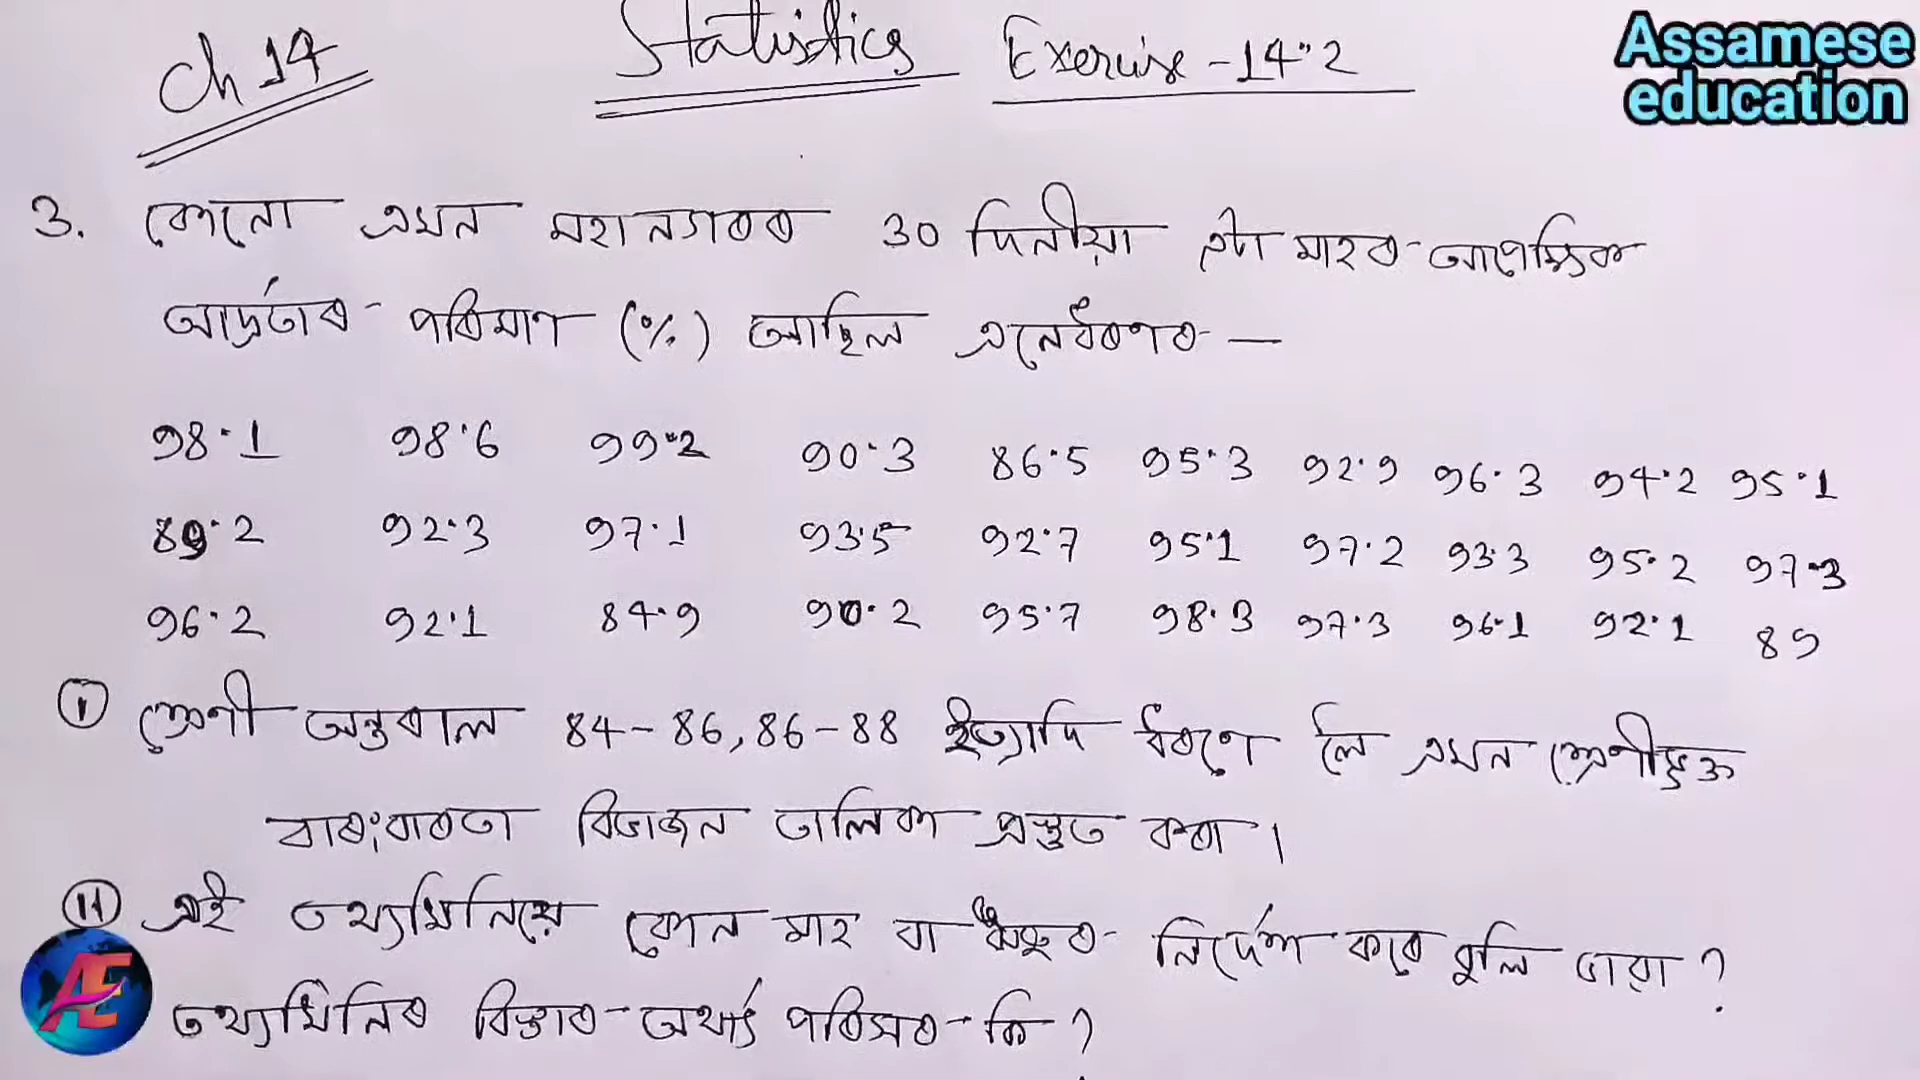 Ch 14 Statistics Exercise - 14.2
Assamese
education
3. কোনো এখন মহানগৰৰ 30 দিনীয়া এটা মাহৰ আপেক্ষিক
আৰ্দ্ৰতাৰ পৰিমাণ (%) আছিল এনেধৰণৰ —
98.1 98.6 99.2 90.3 86.5 95.3 92.9 96.3 94.2 95.1
89.2 92.3 97.1 93.5 92.7 95.1 97.2 93.3 95.2 97.3
96.2 92.1 84.9 90.2 95.7 98.3 97.3 96.1 92.1 89
(i) শ্ৰেণী অন্তৰাল 84-86, 86-88 ইত্যাদি ধৰণে লৈ এখন শ্ৰেণীভুক্ত
বাৰংবাৰতা বিভাজন তালিকা প্ৰস্তুত কৰা।
(ii) এই তথ্যখিনিয়ে কোন মাহ বা ঋতুৰ নিৰ্দেশ কৰে বুলি ভাবা?
তথ্যখিনিৰ বিস্তাৰ অৰ্থাৎ পৰিসৰ কি?
AE